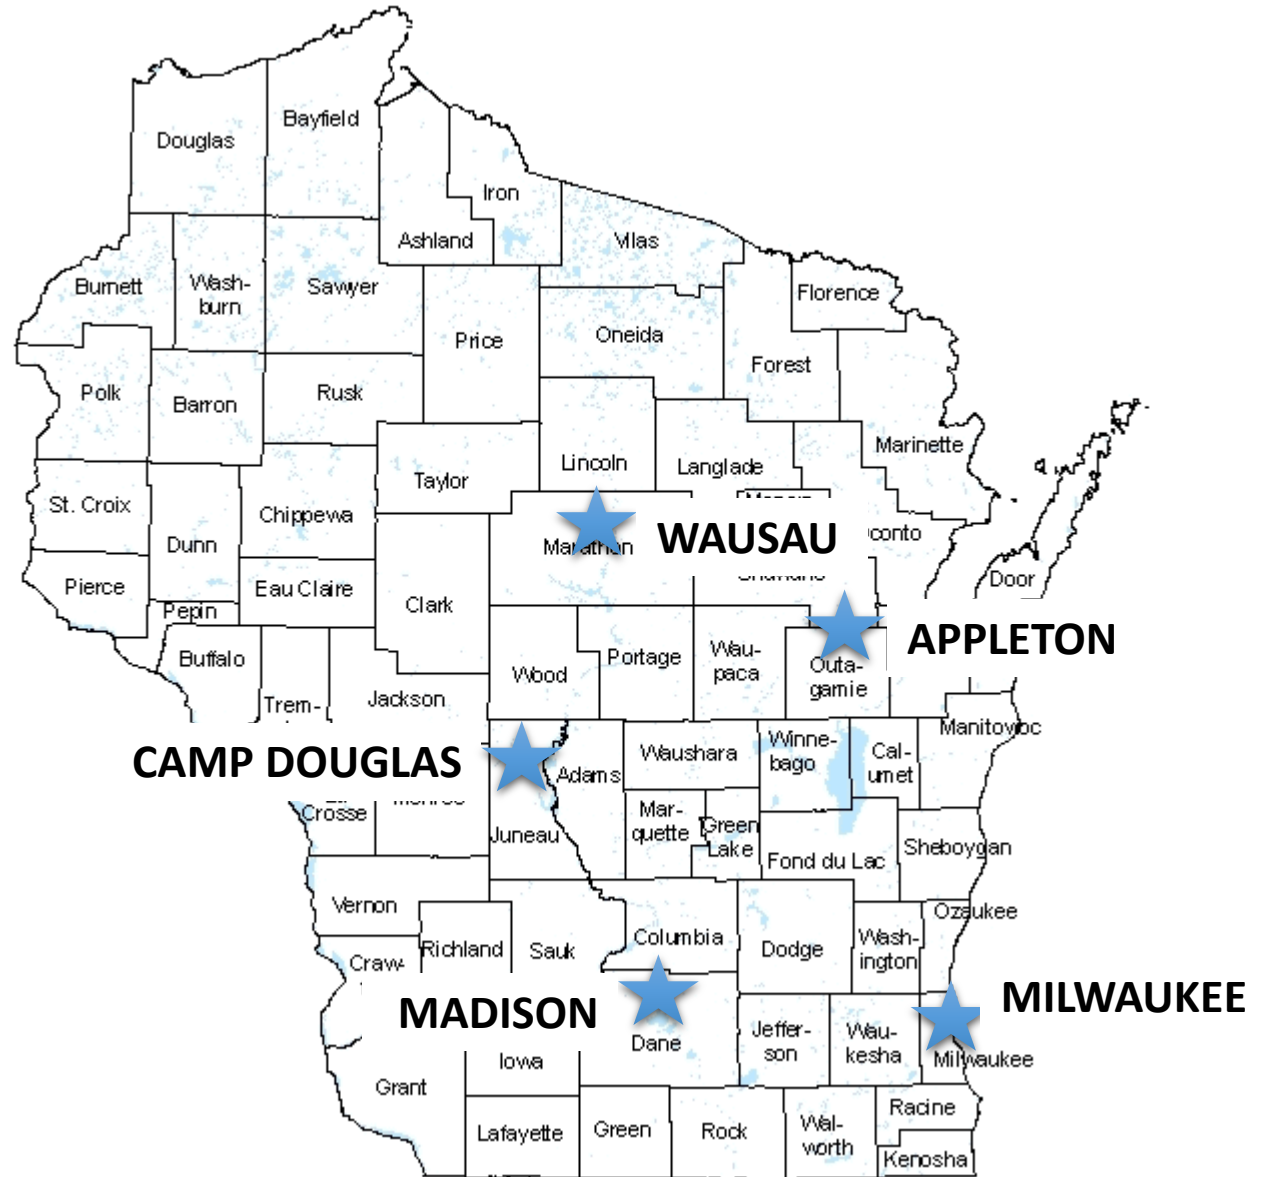 Bayfield
Douglas
Iron
Ashland
Vilas
Burnett
Wash-
burn
Sawyer
Florence
Price
Oneida
Forest
Polk
Barron
Rusk
Marinette
Lincoln
Langlade
Taylor
St. Croix
Chippewa
Dunn
Marathon
WAUSAU
conto
Door
Pierce
Eau Claire
Clark
Pepin
APPLETON
Buffalo
Wood
Portage
Wau-
paca
Outa-
gamie
Trem-
Jackson
Manitowoc
CAMP DOUGLAS
Adams
Waushara
Winne-
bago
Cal-
umet
Crosse
Juneau
Mar-
quette
Green
Lake
Fond du Lac
Sheboygan
Vernon
Richland
Sauk
Columbia
Dodge
Wash-
ington
Ozaukee
Craw-
MADISON
MILWAUKEE
Dane
Jeffer-
son
Wau-
kesha
Milwaukee
Iowa
Grant
Lafayette
Green
Rock
Wal-
worth
Racine
Kenosha